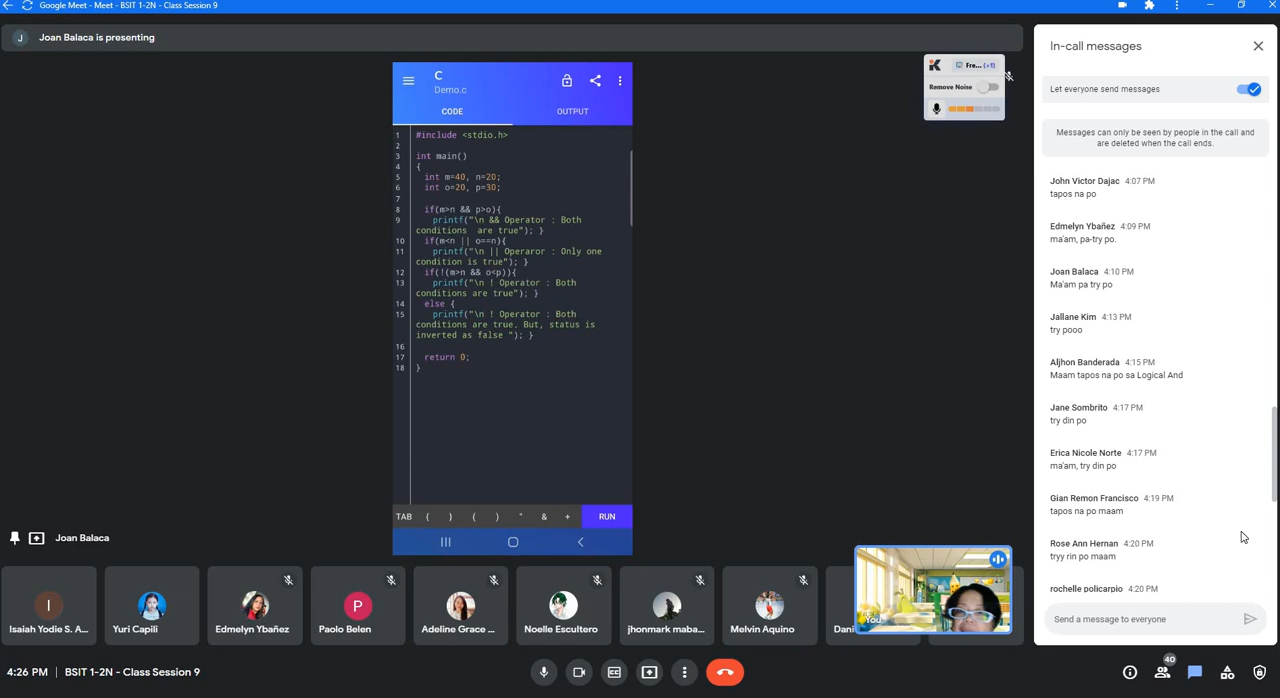 Google Meet - Meet - BSIT 1-2N - Class Session 9
J Joan Balaca is presenting
C
Demo.c
CODE OUTPUT
1 #include <stdio.h>
2
3 int main()
4 {
5 int m=40, n=20;
6 int o=20, p=30;
7
8 if(m>n && p>o){
9 printf("\n && Operator : Both
conditions are true"); }
10 if(m<n || o==n){
11 printf("\n || Operaror : Only one
condition is true"); }
12 if(!(m>n && o<p)){
13 printf("\n ! Operator : Both
conditions are true"); }
14 else {
15 printf("\n ! Operator : Both
conditions are true, But, status is
inverted as false "); }
16
17 return 0;
18 }
TAB { } ( ) " & + RUN
Fre... (+1)
Remove Noise
Joan Balaca
I
Isaiah Yodie S. A...
Yuri Capili
Edmelyn Ybañez
P
Paolo Belen
Adeline Grace ...
Noelle Escultero
jhonmark maba...
Melvin Aquino
Dani
You
4:26 PM | BSIT 1-2N - Class Session 9
40
In-call messages
Let everyone send messages
Messages can only be seen by people in the call and
are deleted when the call ends.
John Victor Dajac 4:07 PM
tapos na po
Edmelyn Ybañez 4:09 PM
ma'am, pa-try po.
Joan Balaca 4:10 PM
Ma'am pa try po
Jallane Kim 4:13 PM
try pooo
Aljhon Banderada 4:15 PM
Maam tapos na po sa Logical And
Jane Sombrito 4:17 PM
try din po
Erica Nicole Norte 4:17 PM
ma'am, try din po
Gian Remon Francisco 4:19 PM
tapos na po maam
Rose Ann Hernan 4:20 PM
tryy rin po maam
rochelle policarpio 4:20 PM
Send a message to everyone